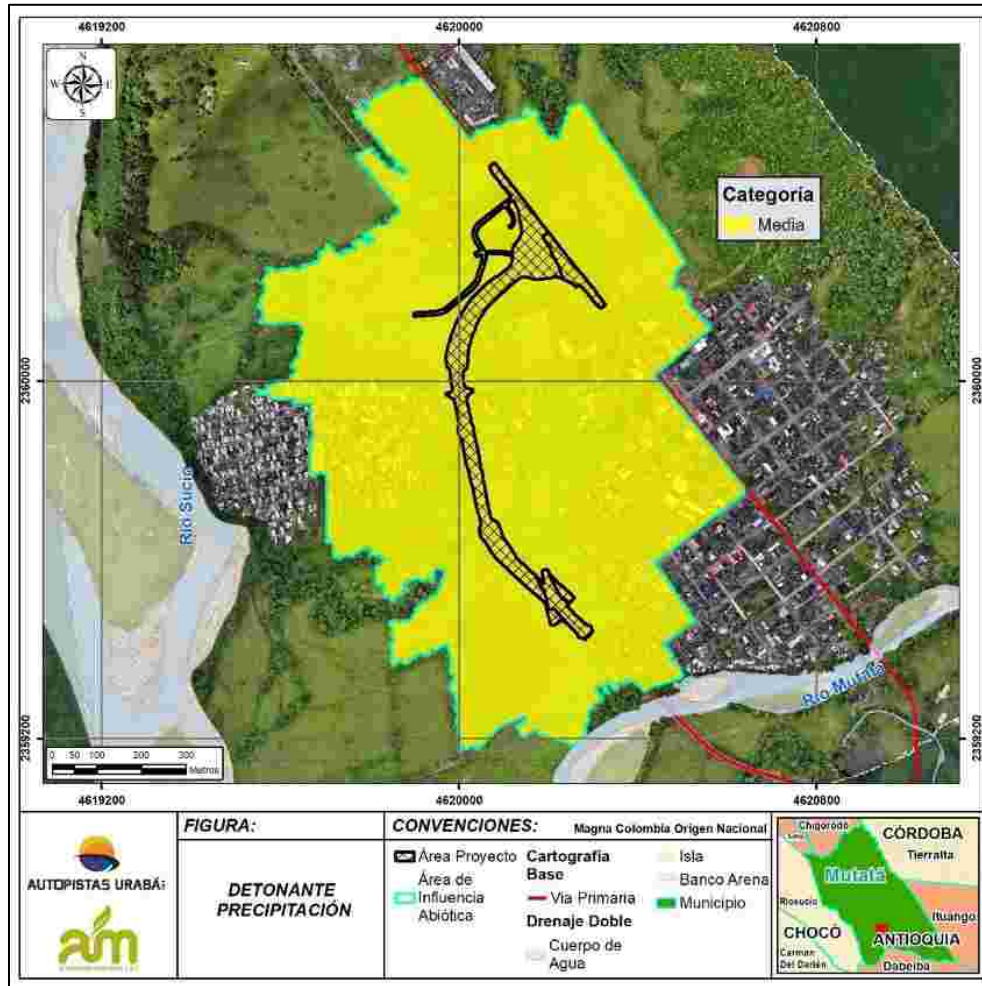 4619200 4620000 4620800
N
W E
S
Categoría
Media
2360000
2360000
Río Sucio
Río Mutatá
2359200
2359200
0 50 100 200 300
Metros
4619200 4620000 4620800
AUTOPISTAS URABÁ
aim
FIGURA:
DETONANTE
PRECIPITACIÓN
CONVENCIONES: Magna Colombia Origen Nacional
Área Proyecto
Área de
Influencia
Abiótica
Cartografía
Base
Vía Primaria
Drenaje Doble
Cuerpo de
Agua
Isla
Banco Arena
Municipio
Chigorodó
CÓRDOBA
Tierralta
Mutatá
Riosucio
Ituango
CHOCÓ
ANTIOQUIA
Carmen
Del Darién
Dabeiba